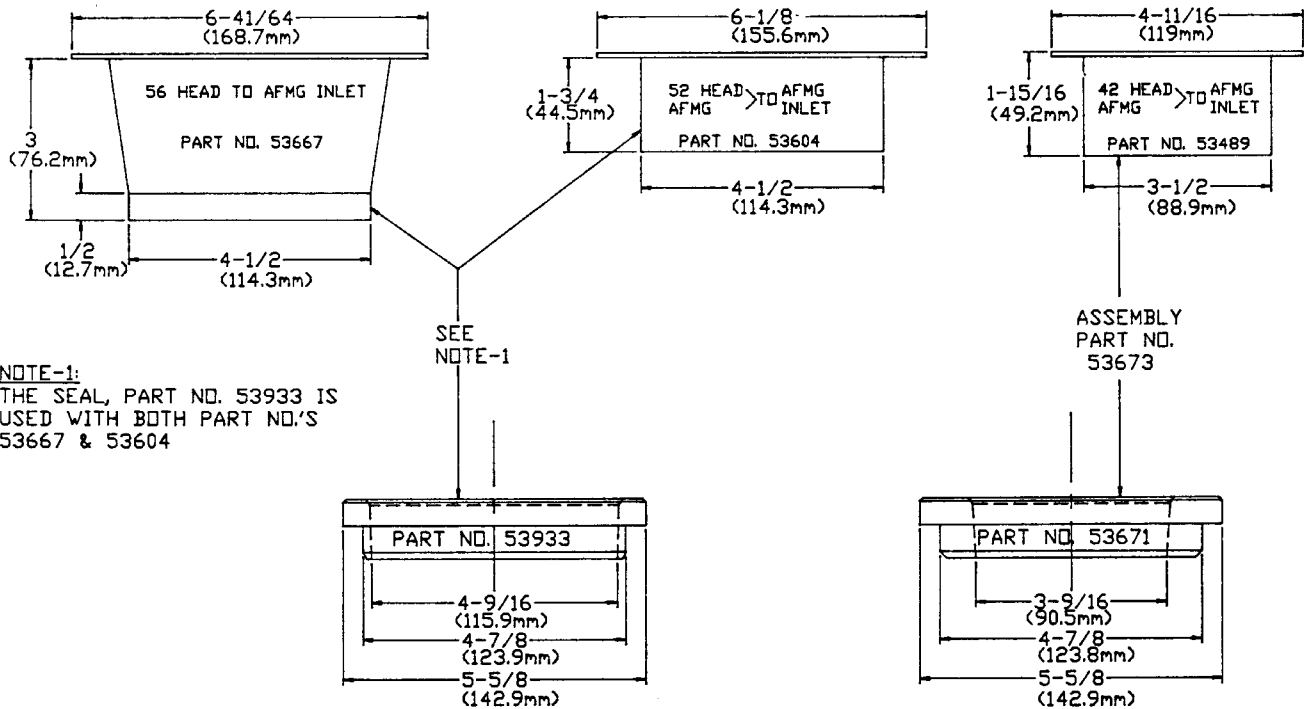 6-41/64
(168.7mm)
56 HEAD TO AFMG INLET
PART NO. 53667
3
(76.2mm)
1/2
(12.7mm)
4-1/2
(114.3mm)
6-1/8
(155.6mm)
1-3/4
(44.5mm)
52 HEAD > TO AFMG
AFMG INLET
PART NO. 53604
4-1/2
(114.3mm)
4-11/16
(119mm)
1-15/16
(49.2mm)
42 HEAD > TO AFMG
AFMG INLET
PART NO. 53489
3-1/2
(88.9mm)
SEE
NOTE-1
ASSEMBLY
PART NO.
53673
NOTE-1:
THE SEAL, PART NO. 53933 IS
USED WITH BOTH PART NO.'S
53667 & 53604
PART NO. 53933
4-9/16
(115.9mm)
4-7/8
(123.9mm)
5-5/8
(142.9mm)
PART NO. 53671
3-9/16
(90.5mm)
4-7/8
(123.8mm)
5-5/8
(142.9mm)